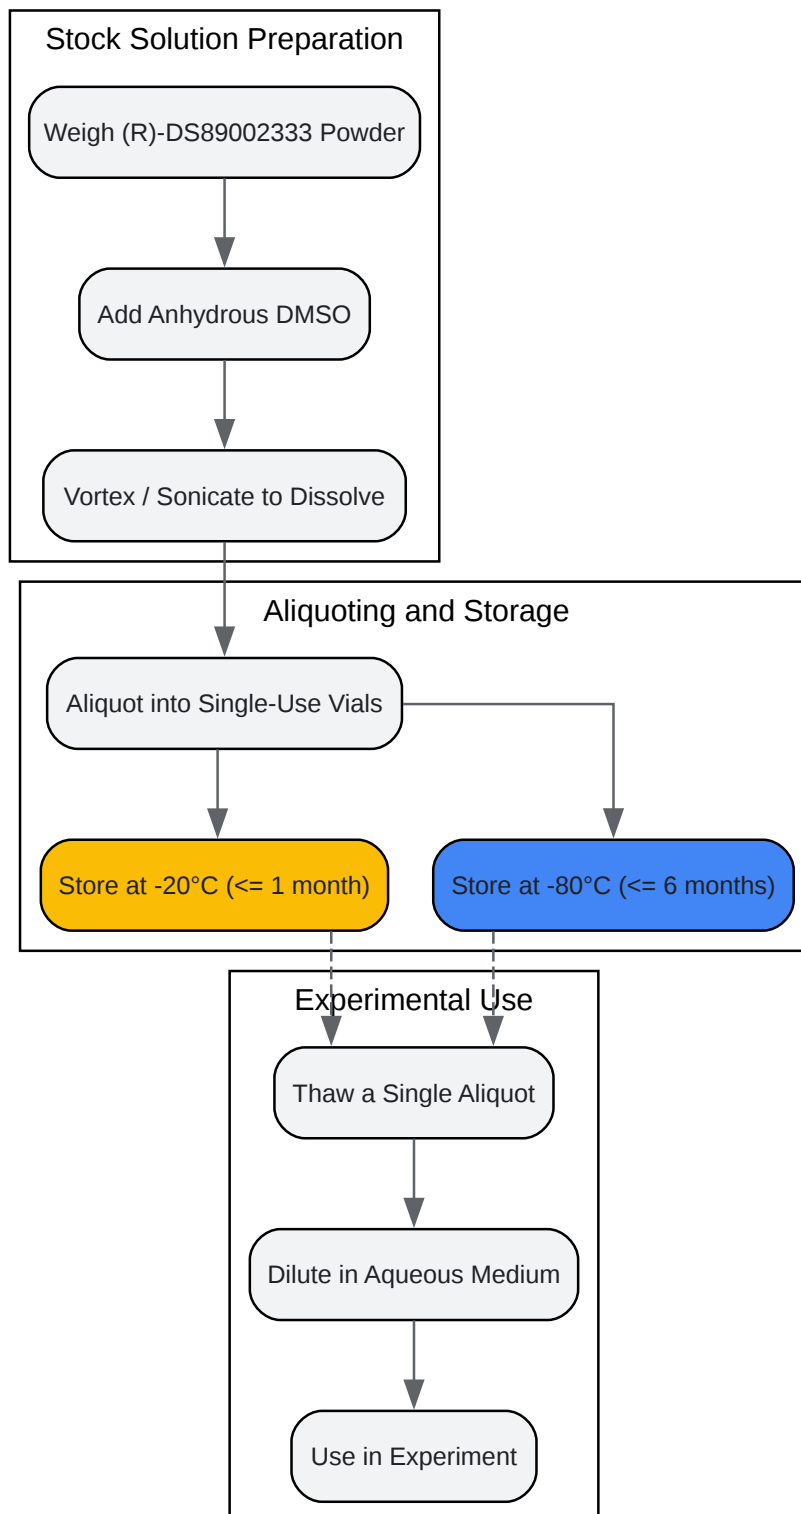 Stock Solution Preparation
Weigh (R)-DS89002333 Powder
Add Anhydrous DMSO
Vortex / Sonicate to Dissolve
Aliquoting and Storage
Aliquot into Single-Use Vials
Store at -20°C (<= 1 month)
Store at -80°C (<= 6 months)
Experimental Use
Thaw a Single Aliquot
Dilute in Aqueous Medium
Use in Experiment